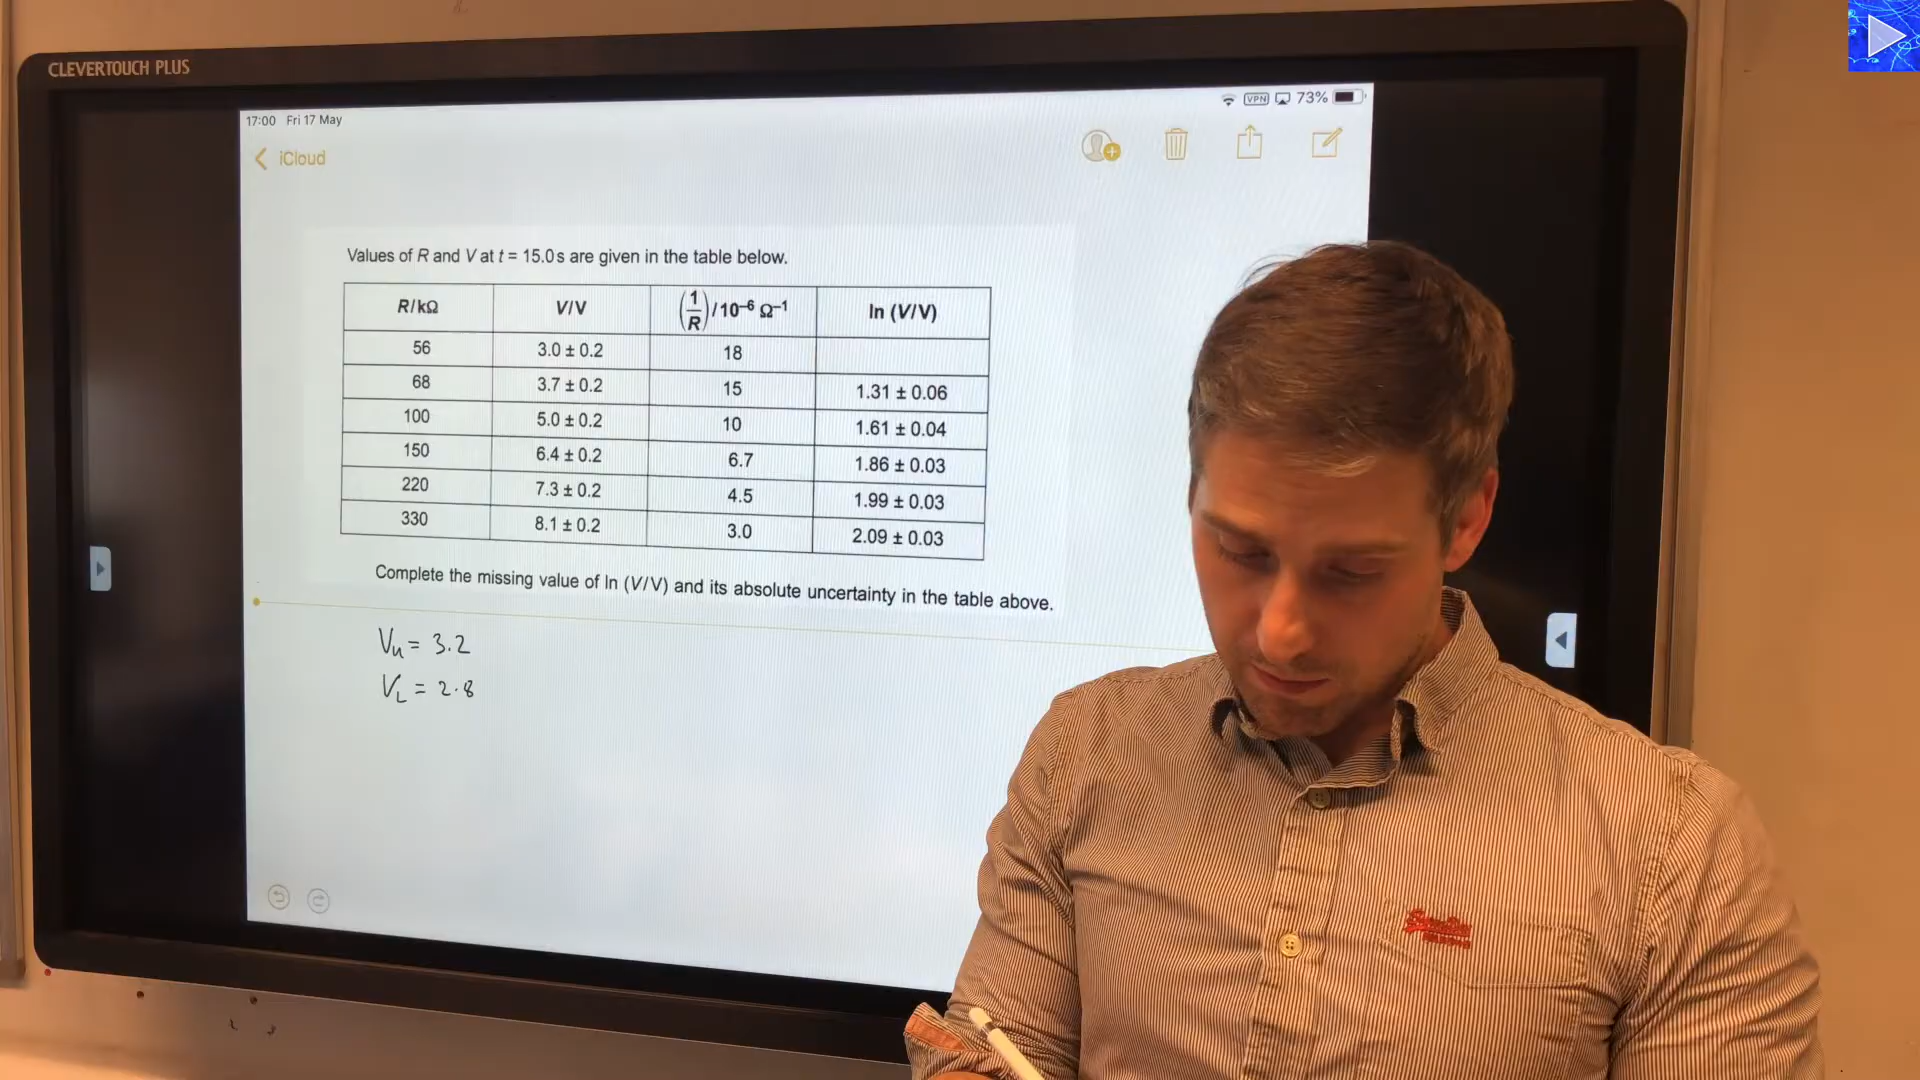 CLEVERTOUCH PLUS
17:00 Fri 17 May
VPN 73%
iCloud
Values of R and V at t = 15.0 s are given in the table below.
R/kΩ V/V (1/R)/10⁻⁶ Ω⁻¹ ln (V/V)
56 3.0 ± 0.2 18
68 3.7 ± 0.2 15 1.31 ± 0.06
100 5.0 ± 0.2 10 1.61 ± 0.04
150 6.4 ± 0.2 6.7 1.86 ± 0.03
220 7.3 ± 0.2 4.5 1.99 ± 0.03
330 8.1 ± 0.2 3.0 2.09 ± 0.03
Complete the missing value of ln (V/V) and its absolute uncertainty in the table above.
Vu = 3.2
VL = 2.8